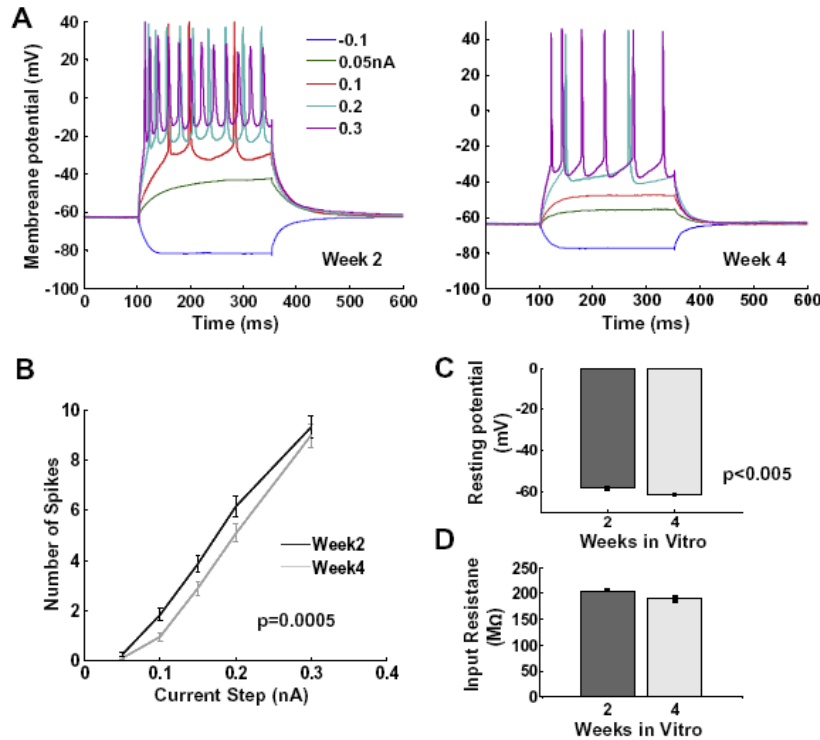 A
Membreane potential (mV)
40
20
0
-20
-40
-60
-80
-100
-0.1
0.05nA
0.1
0.2
0.3
Week 2
0
100
200
300
400
500
600
Time (ms)
40
20
0
-20
-40
-60
-80
-100
Week 4
0
100
200
300
400
500
600
Time (ms)
B
Number of Spikes
10
8
6
4
2
0
Week2
Week4
p=0.0005
0
0.1
0.2
0.3
0.4
Current Step (nA)
C
Resting potential
(mV)
0
-20
-40
-60
p<0.005
2
4
Weeks in Vitro
D
Input Resistane
(MΩ)
250
200
150
100
50
0
2
4
Weeks in Vitro